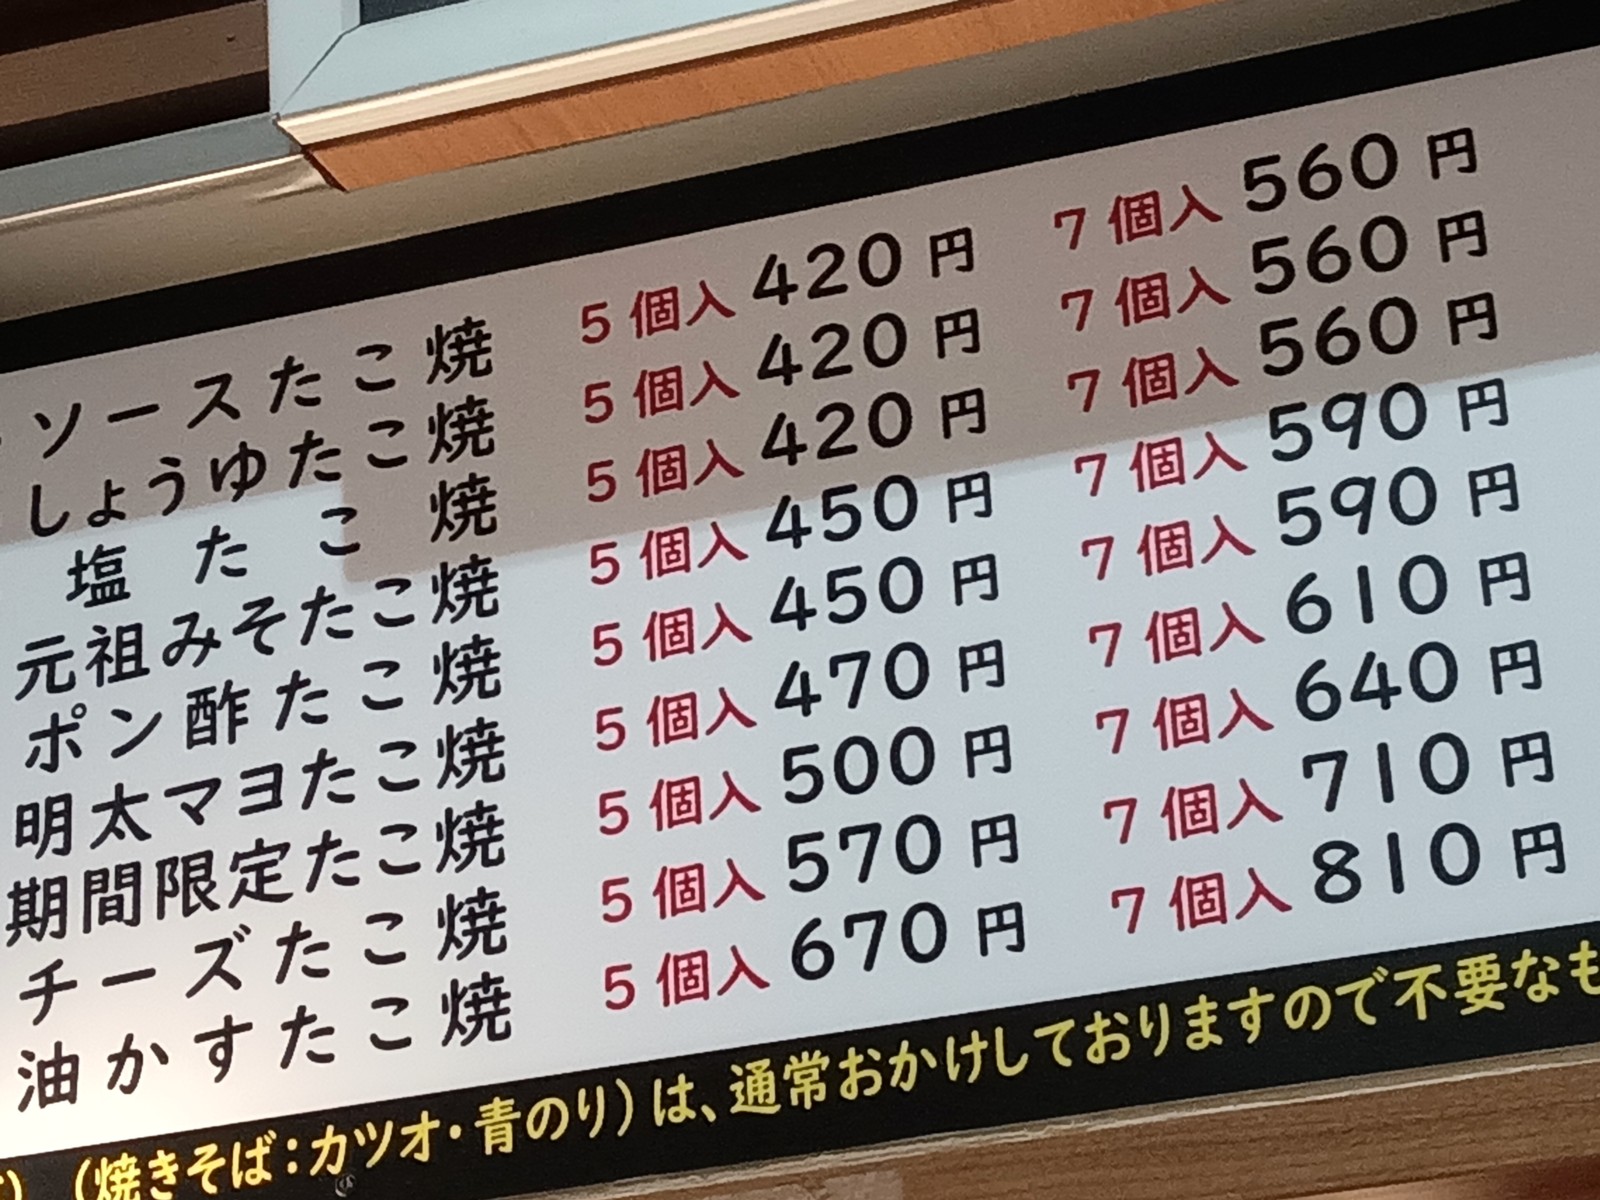 ソースたこ焼 5個入 420円 7個入 560円
しょうゆたこ焼 5個入 420円 7個入 560円
塩たこ焼 5個入 420円 7個入 560円
元祖みそたこ焼 5個入 450円 7個入 590円
ポン酢たこ焼 5個入 450円 7個入 590円
明太マヨたこ焼 5個入 470円 7個入 610円
期間限定たこ焼 5個入 500円 7個入 640円
チーズたこ焼 5個入 570円 7個入 710円
油かすたこ焼 5個入 670円 7個入 810円
) (焼きそば：カツオ・青のり) は、通常おかけしておりますので不要なも